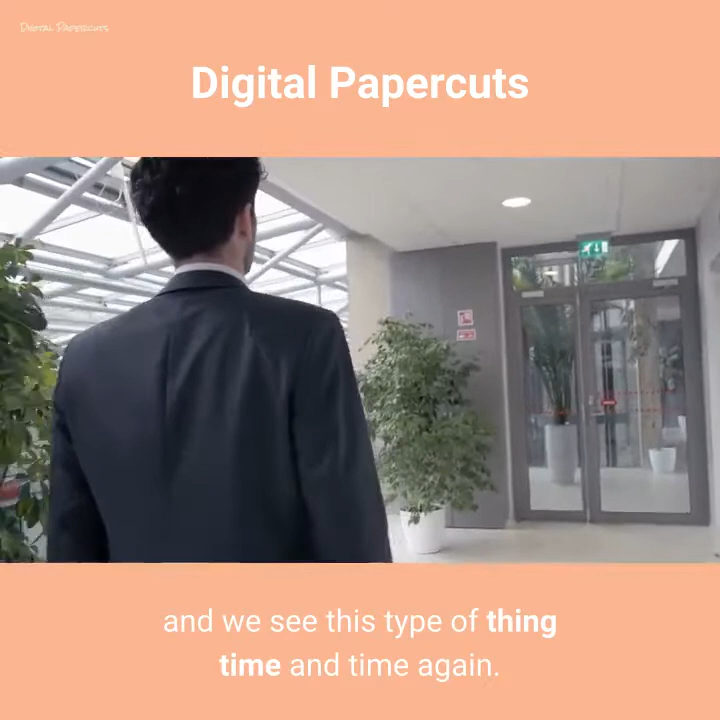 Digital Papercuts
Digital Papercuts
and we see this type of thing
time and time again.